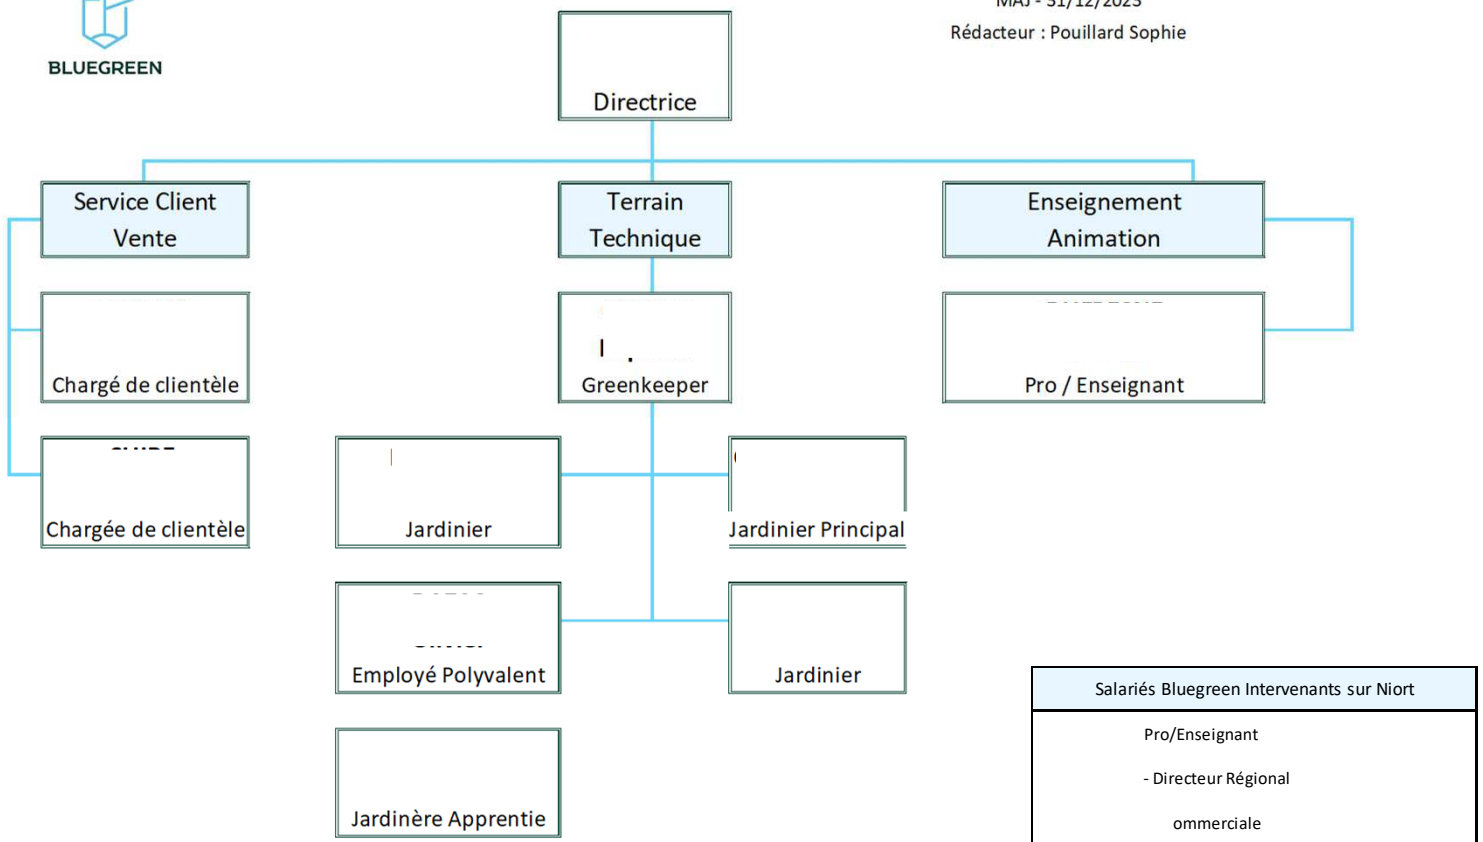 MAJ - 31/12/2023
Rédacteur : Pouillard Sophie
BLUEGREEN
Directrice
Service Client
Vente
Terrain
Technique
Enseignement
Animation
Chargé de clientèle
Greenkeeper
Pro / Enseignant
Chargée de clientèle
Jardinier
Jardinier Principal
Employé Polyvalent
Jardinier
Jardinère Apprentie
Salariés Bluegreen Intervenants sur Niort
Pro/Enseignant
- Directeur Régional
ommerciale